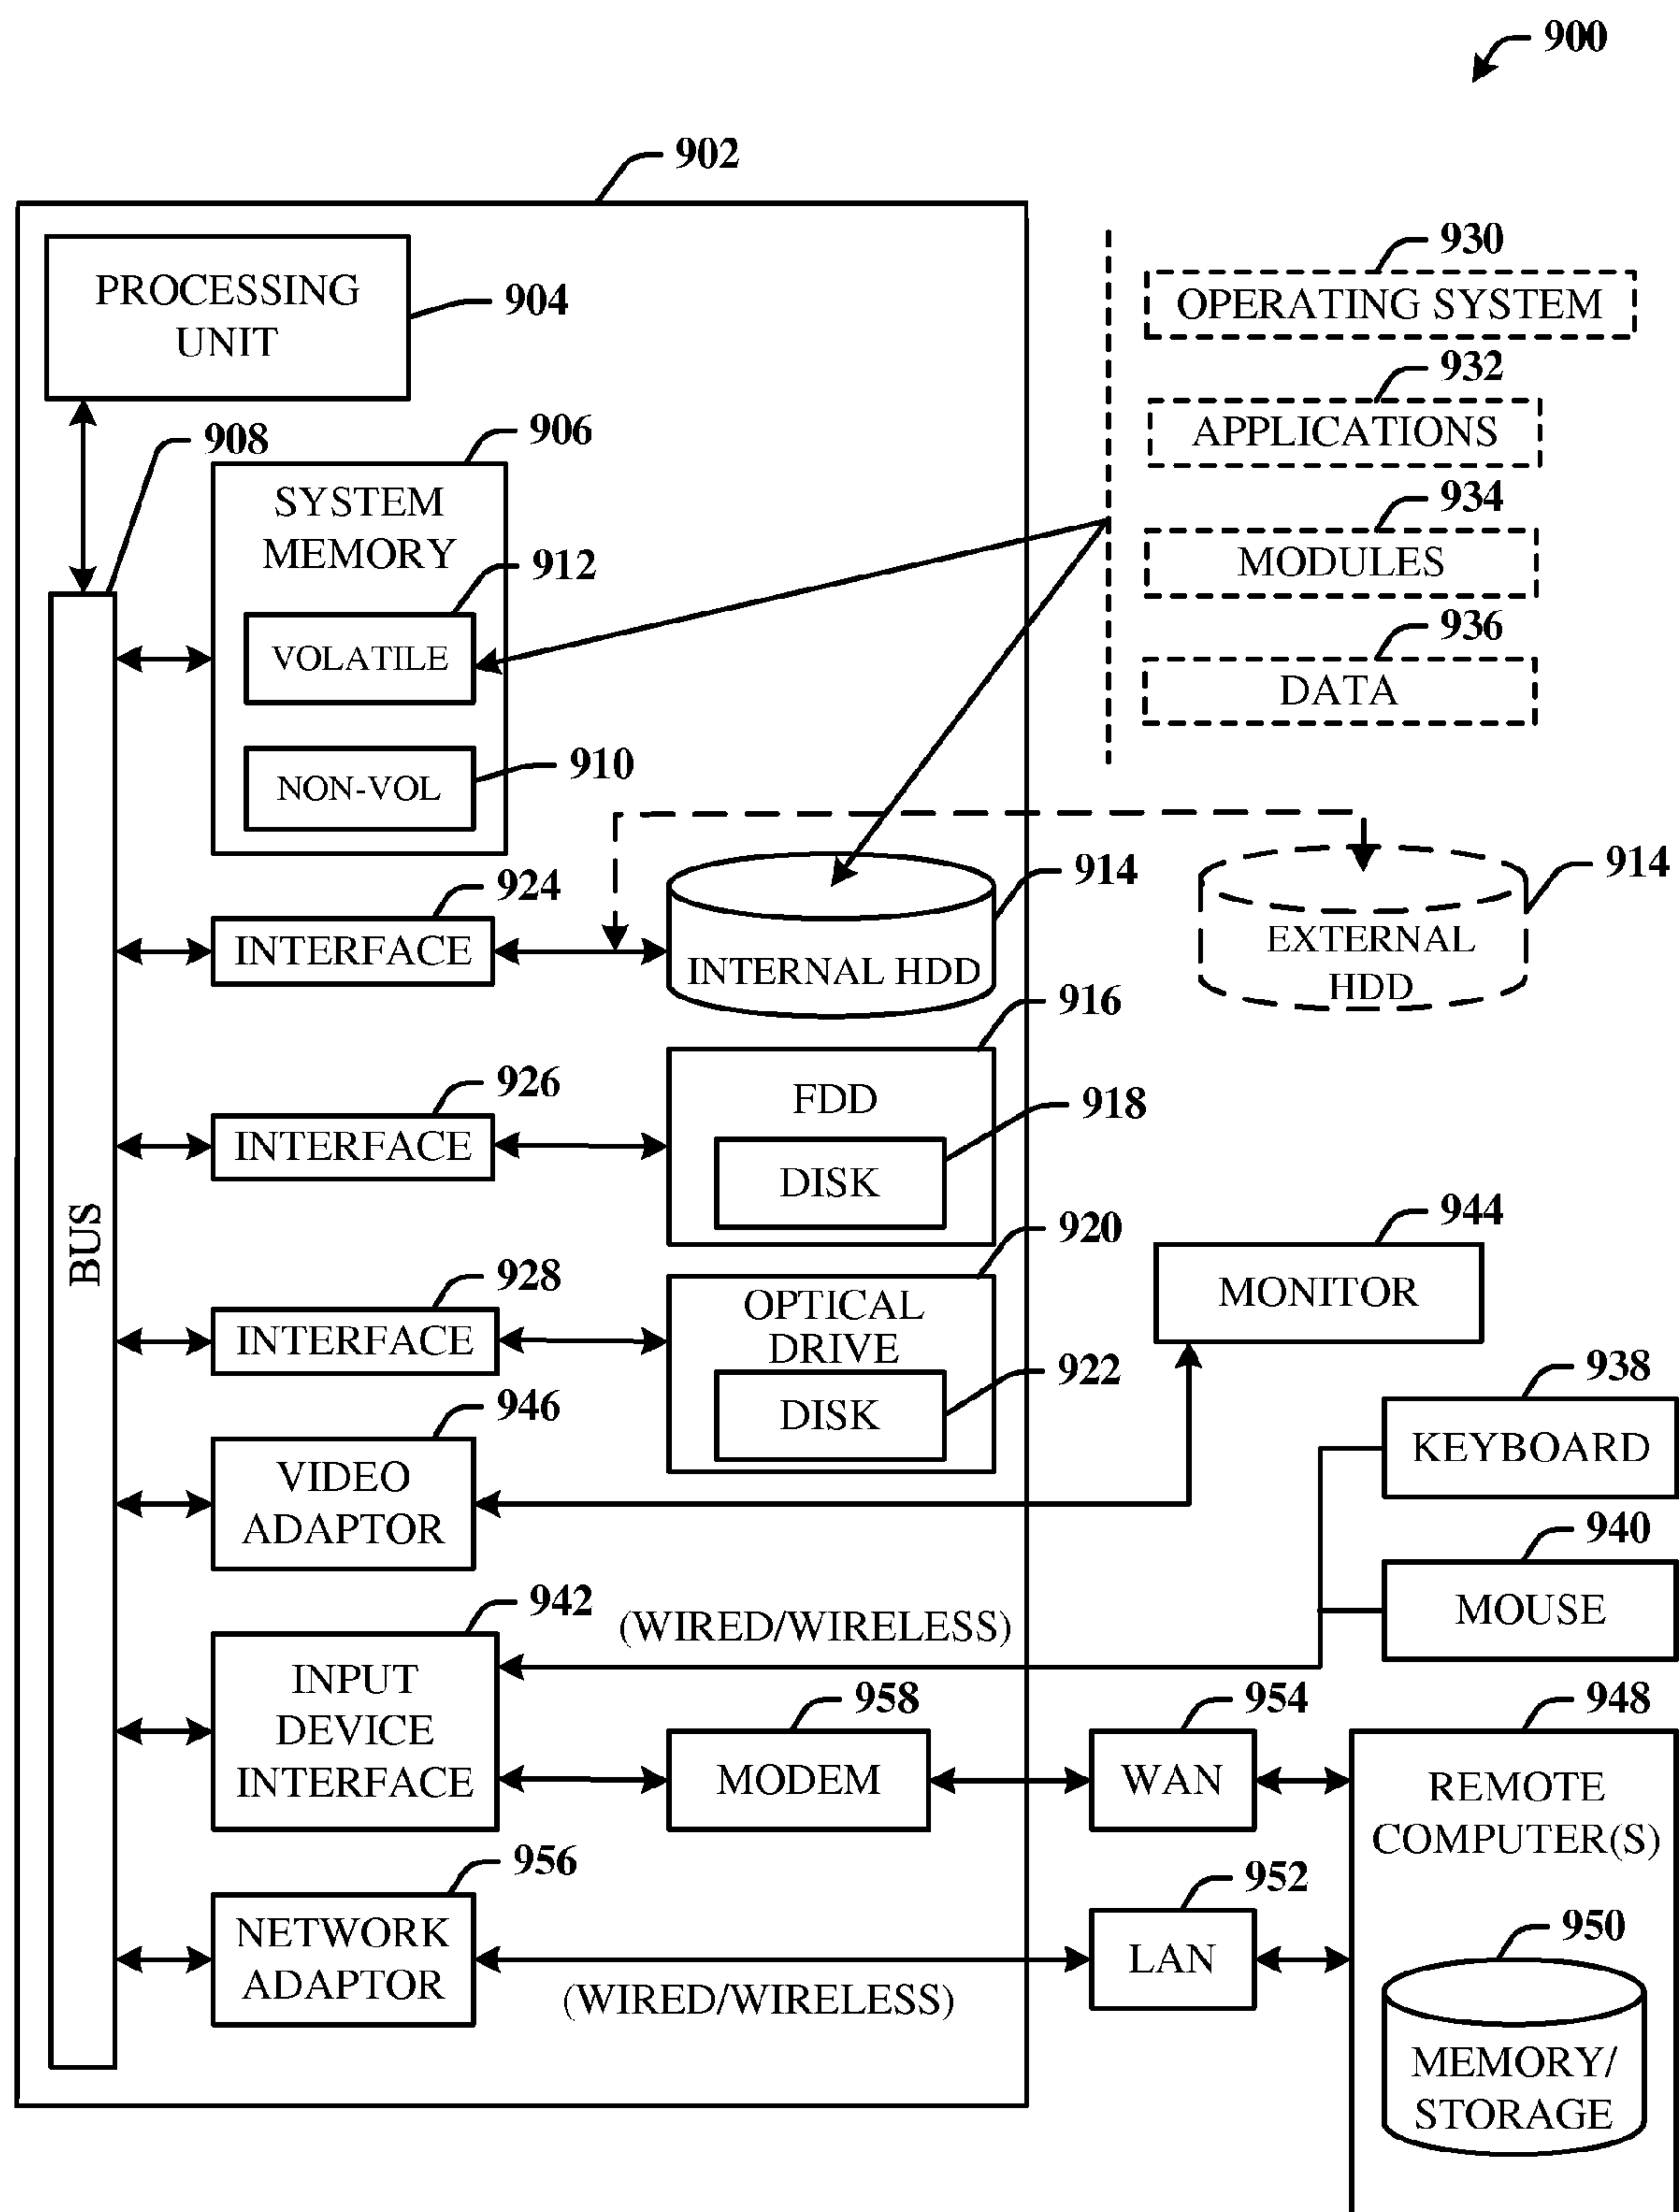 900
902
PROCESSING
UNIT
904
930
OPERATING SYSTEM
932
APPLICATIONS
934
MODULES
936
DATA
908
906
SYSTEM
MEMORY
912
VOLATILE
910
NON-VOL
924
INTERFACE
914
INTERNAL HDD
914
EXTERNAL
HDD
926
INTERFACE
916
FDD
918
DISK
BUS
928
INTERFACE
920
OPTICAL
DRIVE
922
DISK
944
MONITOR
946
VIDEO
ADAPTOR
938
KEYBOARD
940
MOUSE
942
INPUT
DEVICE
INTERFACE
(WIRED/WIRELESS)
958
MODEM
954
WAN
948
REMOTE
COMPUTER(S)
956
NETWORK
ADAPTOR
(WIRED/WIRELESS)
952
LAN
950
MEMORY/
STORAGE